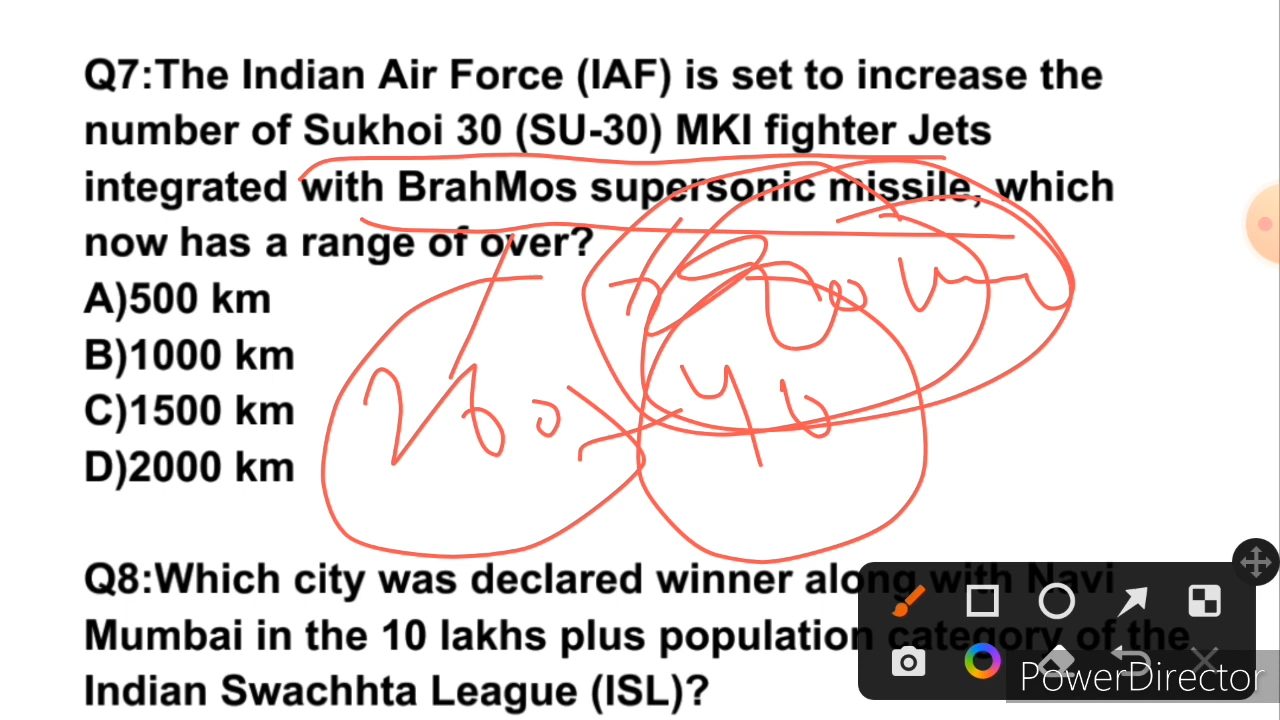 Q7:The Indian Air Force (IAF) is set to increase the
number of Sukhoi 30 (SU-30) MKI fighter Jets
integrated with BrahMos supersonic missile, which
now has a range of over?
A)500 km
B)1000 km
C)1500 km
D)2000 km
260
40
Q8:Which city was declared winner along with Navi
Mumbai in the 10 lakhs plus population category of the
Indian Swachhta League (ISL)?
PowerDirector